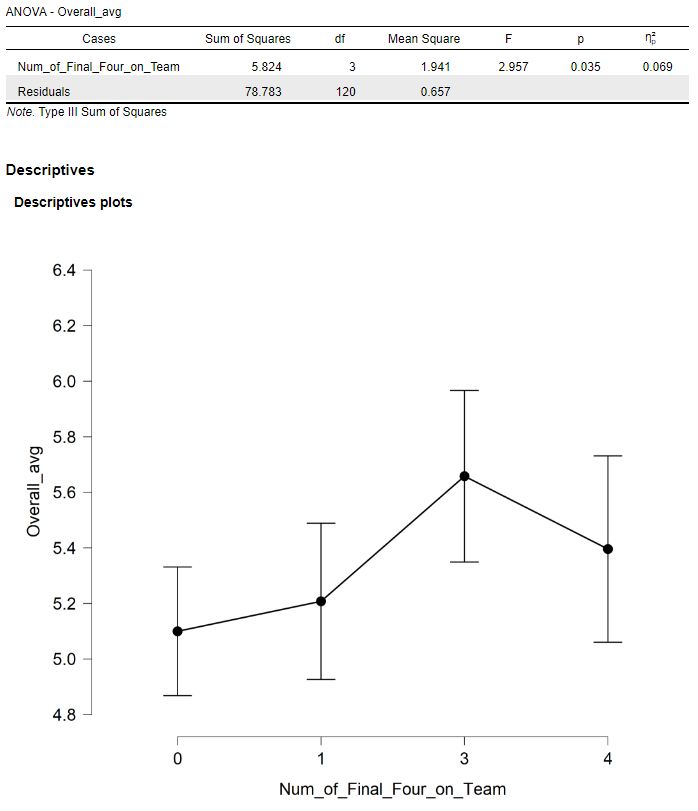 ANOVA - Overall_avg
Cases Sum of Squares df Mean Square F p η²p
Num_of_Final_Four_on_Team 5.824 3 1.941 2.957 0.035 0.069
Residuals 78.783 120 0.657
Note. Type III Sum of Squares
Descriptives
Descriptives plots
6.4
6.2
6.0
5.8
5.6
5.4
5.2
5.0
4.8
Overall_avg
0 1 3 4
Num_of_Final_Four_on_Team